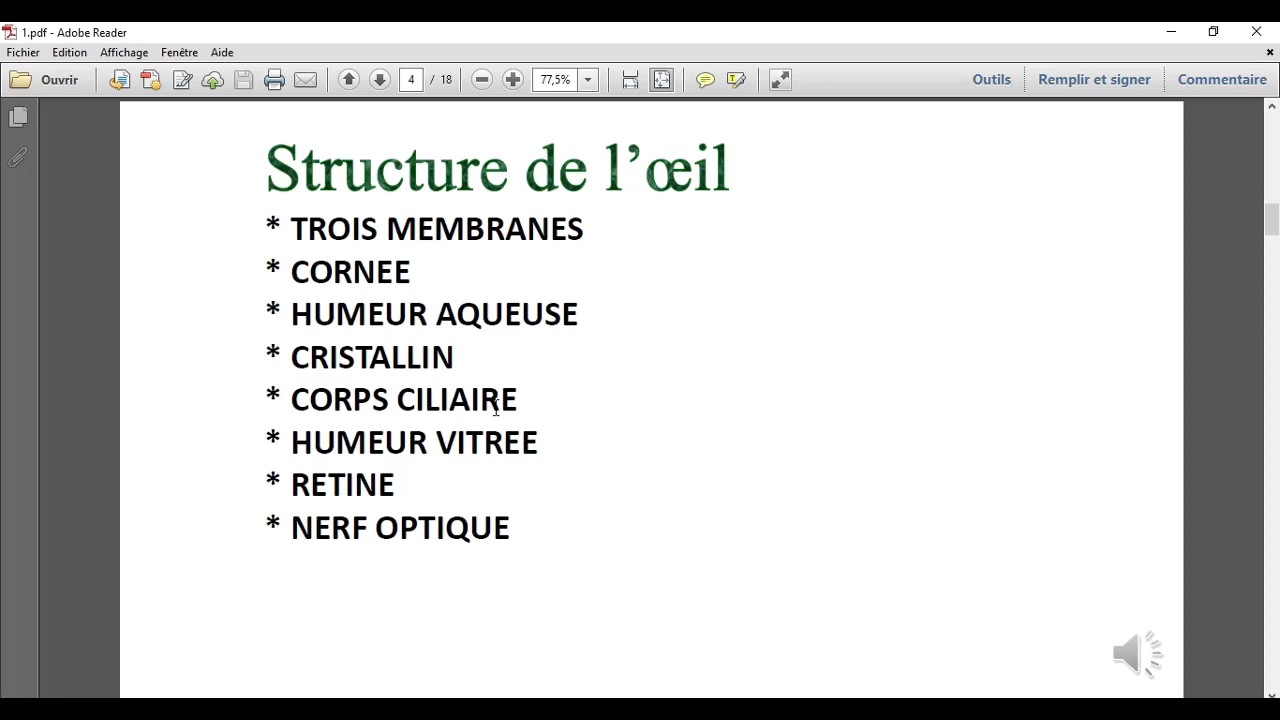 1.pdf - Adobe Reader
Fichier Edition Affichage Fenêtre Aide
Ouvrir 4 / 18 77,5% Outils Remplir et signer Commentaire
Structure de l’œil
* TROIS MEMBRANES
* CORNEE
* HUMEUR AQUEUSE
* CRISTALLIN
* CORPS CILIAIRE
* HUMEUR VITREE
* RETINE
* NERF OPTIQUE